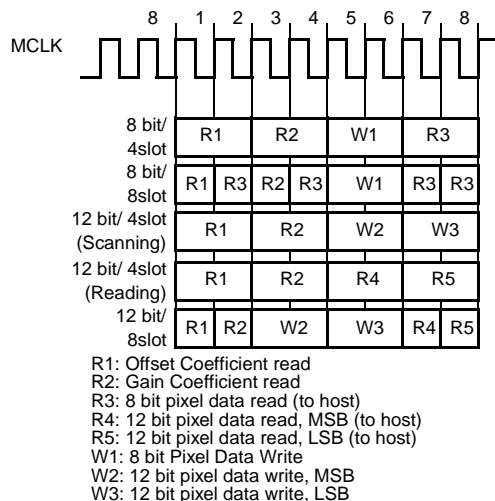 8 1 2 3 4 5 6 7 8
MCLK
8 bit/
4slot
R1 R2 W1 R3
8 bit/
8slot
R1 R3 R2 R4 W1 R3 R3
12 bit/ 4slot
(Scanning)
R1 R2 W2 W3
12 bit/ 4slot
(Reading)
R1 R2 R4 R5
12 bit/
8slot
R1 R2 W2 W3 R4 R5
R1: Offset Coefficient read
R2: Gain Coefficient read
R3: 8 bit pixel data read (to host)
R4: 12 bit pixel data read, MSB (to host)
R5: 12 bit pixel data read, LSB (to host)
W1: 8 bit Pixel Data Write
W2: 12 bit pixel data write, MSB
W3: 12 bit pixel data write, LSB